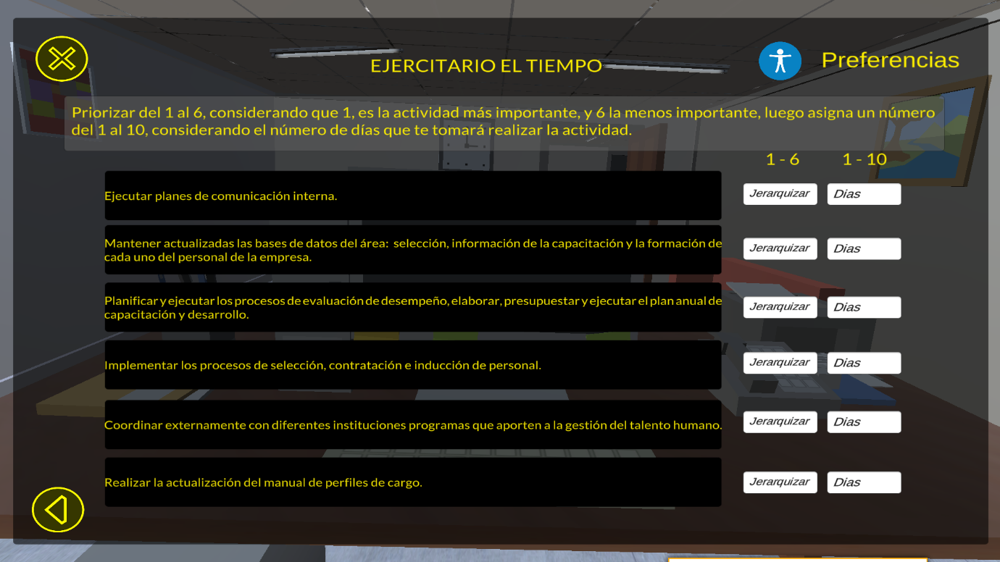 EJERCITARIO EL TIEMPO
Preferencias
Priorizar del 1 al 6, considerando que 1, es la actividad más importante, y 6 la menos importante, luego asigna un número
del 1 al 10, considerando el número de días que te tomará realizar la actividad.
1 - 6 1 - 10
Ejecutar planes de comunicación interna.
Jerarquizar Dias
Mantener actualizadas las bases de datos del área: selección, información de la capacitación y la formación de
cada uno del personal de la empresa.
Jerarquizar Dias
Planificar y ejecutar los procesos de evaluación de desempeño, elaborar, presupuestar y ejecutar el plan anual de
capacitación y desarrollo.
Jerarquizar Dias
Implementar los procesos de selección, contratación e inducción de personal.
Jerarquizar Dias
Coordinar externamente con diferentes instituciones programas que aporten a la gestión del talento humano.
Jerarquizar Dias
Realizar la actualización del manual de perfiles de cargo.
Jerarquizar Dias